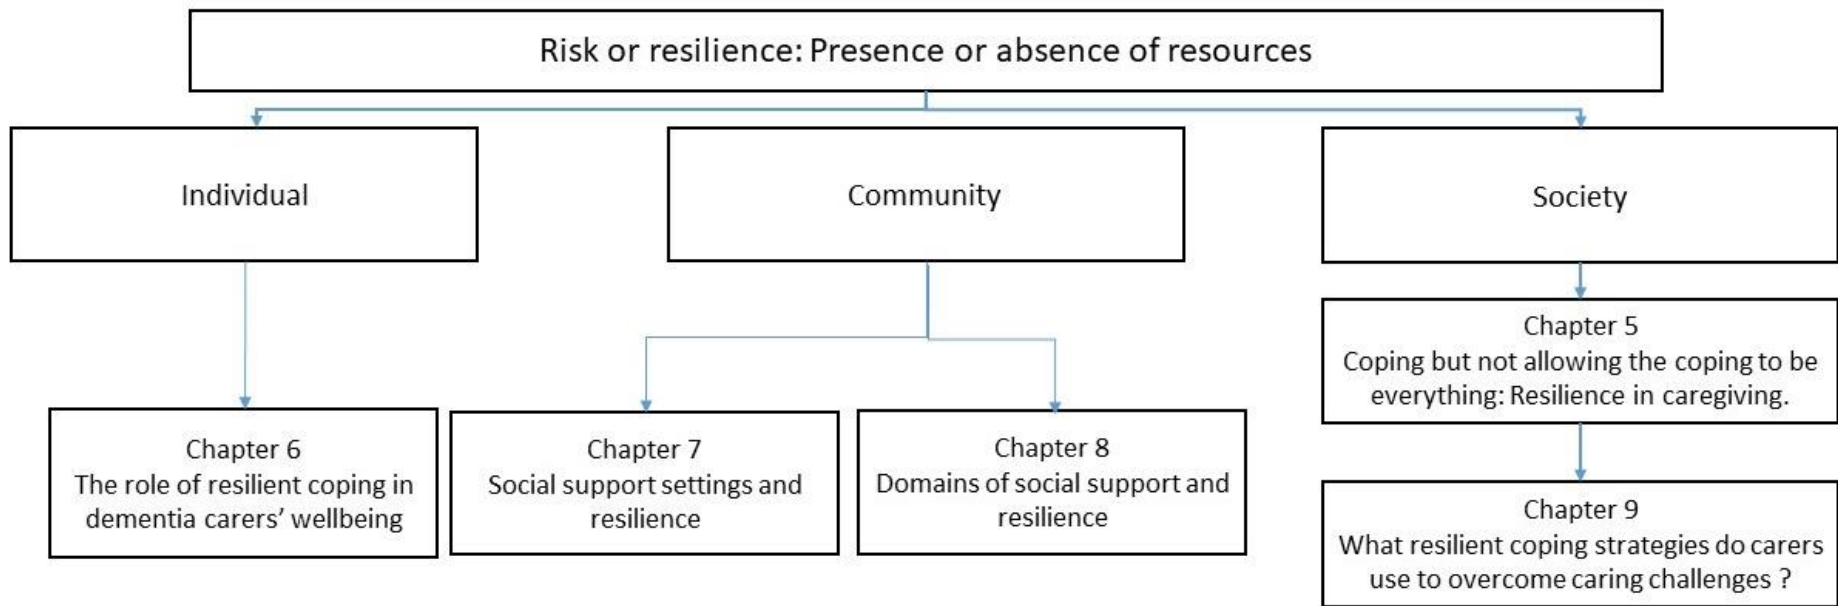 Risk or resilience: Presence or absence of resources
Individual
Community
Society
Chapter 5
Coping but not allowing the coping to be
everything: Resilience in caregiving.
Chapter 6
The role of resilient coping in
dementia carers’ wellbeing
Chapter 7
Social support settings and
resilience
Chapter 8
Domains of social support and
resilience
Chapter 9
What resilient coping strategies do carers
use to overcome caring challenges ?